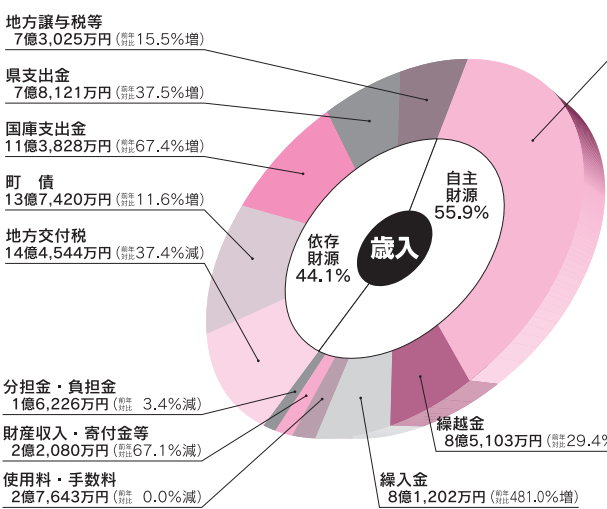 地方譲与税等
7億3,025万円(前年対比15.5%増)
県支出金
7億8,121万円(前年対比37.5%増)
国庫支出金
11億3,828万円(前年対比67.4%増)
町　債
13億7,420万円(前年対比11.6%増)
地方交付税
14億4,544万円(前年対比37.4%減)
自主
財源
55.9%
依存
財源
44.1%
歳入
分担金・負担金
1億6,226万円(前年対比　3.4%減)
財産収入・寄付金等
2億2,080万円(前年対比67.1%減)
使用料・手数料
2億7,643万円(前年対比　0.0%減)
繰越金
8億5,103万円(前年対比29.4%
繰入金
8億1,202万円(前年対比481.0%増)